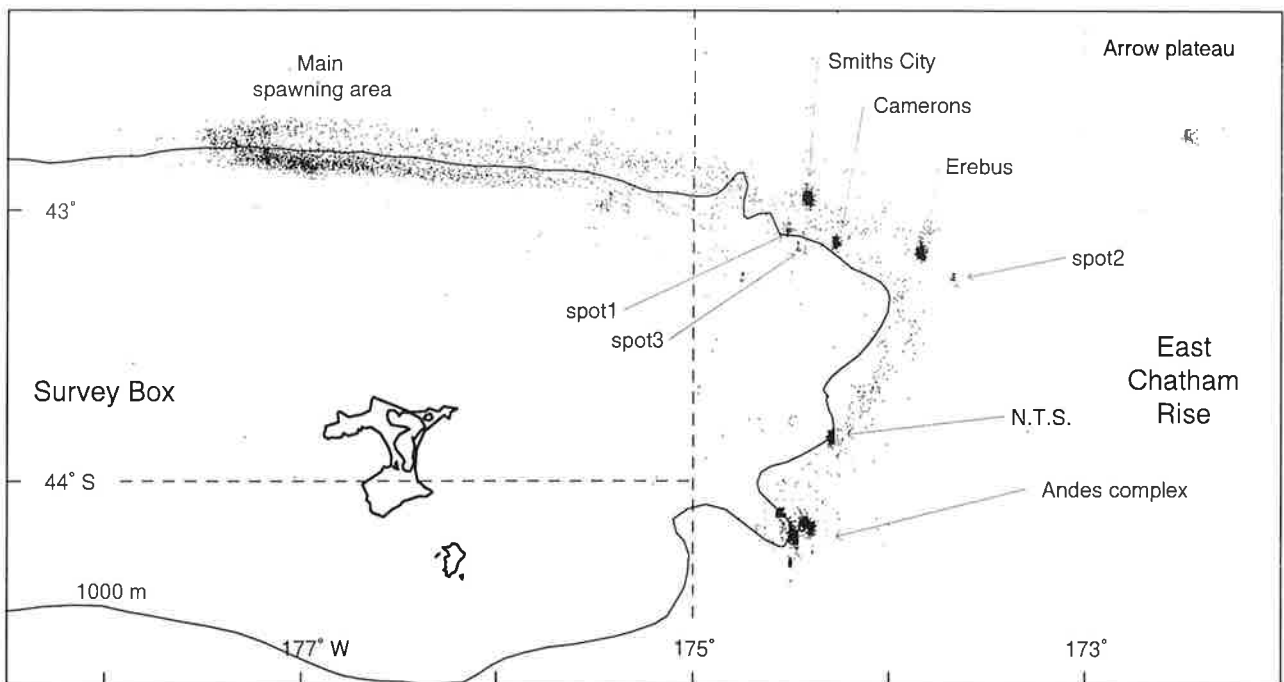 Arrow plateau
Main
spawning area
Smiths City
Camerons
Erebus
43°
spot2
spot1
spot3
East
Chatham
Rise
Survey Box
N.T.S.
44° S
Andes complex
1000 m
177° W
175°
173°